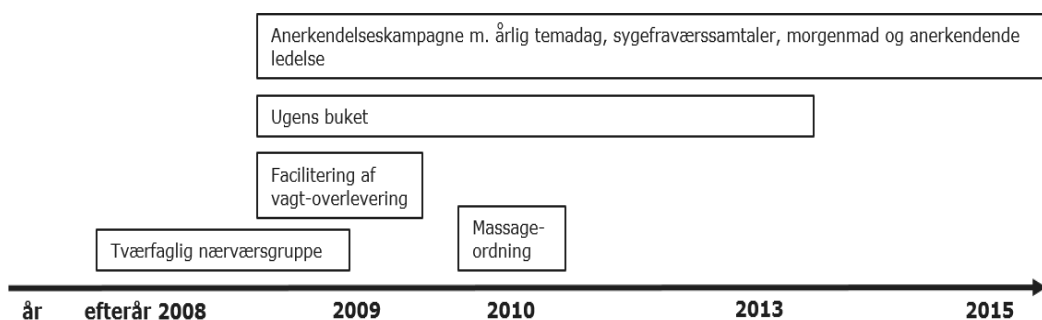 Anerkendelseskampagne m. årlig temadag, sygefraværssamtaler, morgenmad og anerkendende
ledelse
Ugens buket
Facilitering af
vagt-overlevering
Massage-
ordning
Tværfaglig nærværsgruppe
år efterår 2008 2009 2010 2013 2015